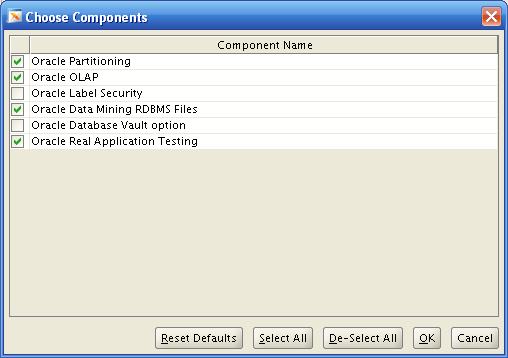 Choose Components
Component Name
Oracle Partitioning
Oracle OLAP
Oracle Label Security
Oracle Data Mining RDBMS Files
Oracle Database Vault option
Oracle Real Application Testing
Reset Defaults Select All De-Select All OK Cancel